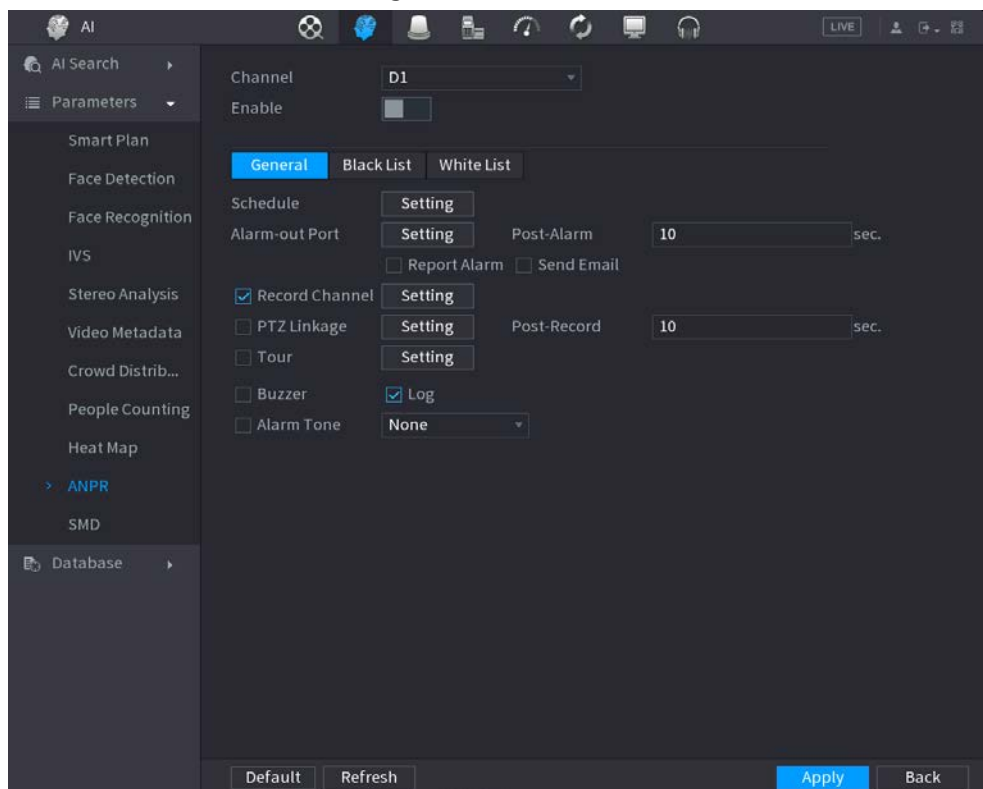 AI
LIVE
AI Search
Parameters
Smart Plan
Face Detection
Face Recognition
IVS
Stereo Analysis
Video Metadata
Crowd Distrib...
People Counting
Heat Map
ANPR
SMD
Database
Channel D1
Enable
General Black List White List
Schedule Setting
Alarm-out Port Setting Post-Alarm 10 sec.
Report Alarm Send Email
Record Channel Setting
PTZ Linkage Setting Post-Record 10 sec.
Tour Setting
Buzzer Log
Alarm Tone None
Default Refresh Apply Back